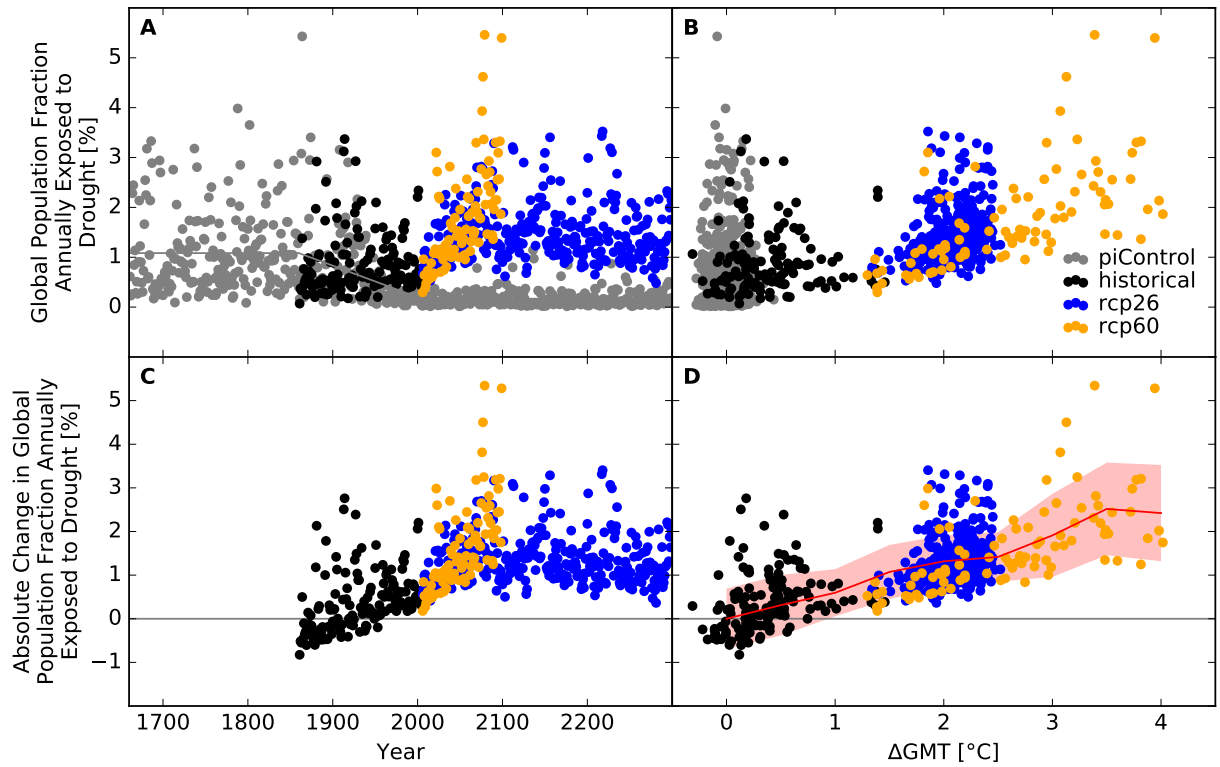 A
B
Global Population Fraction
Annually Exposed to
Drought [%]
5
4
3
2
1
0
piControl
historical
rcp26
rcp60
C
D
Absolute Change in Global
Population Fraction Annually
Exposed to Drought [%]
5
4
3
2
1
0
−1
1700 1800 1900 2000 2100 2200
0 1 2 3 4
Year
ΔGMT [°C]